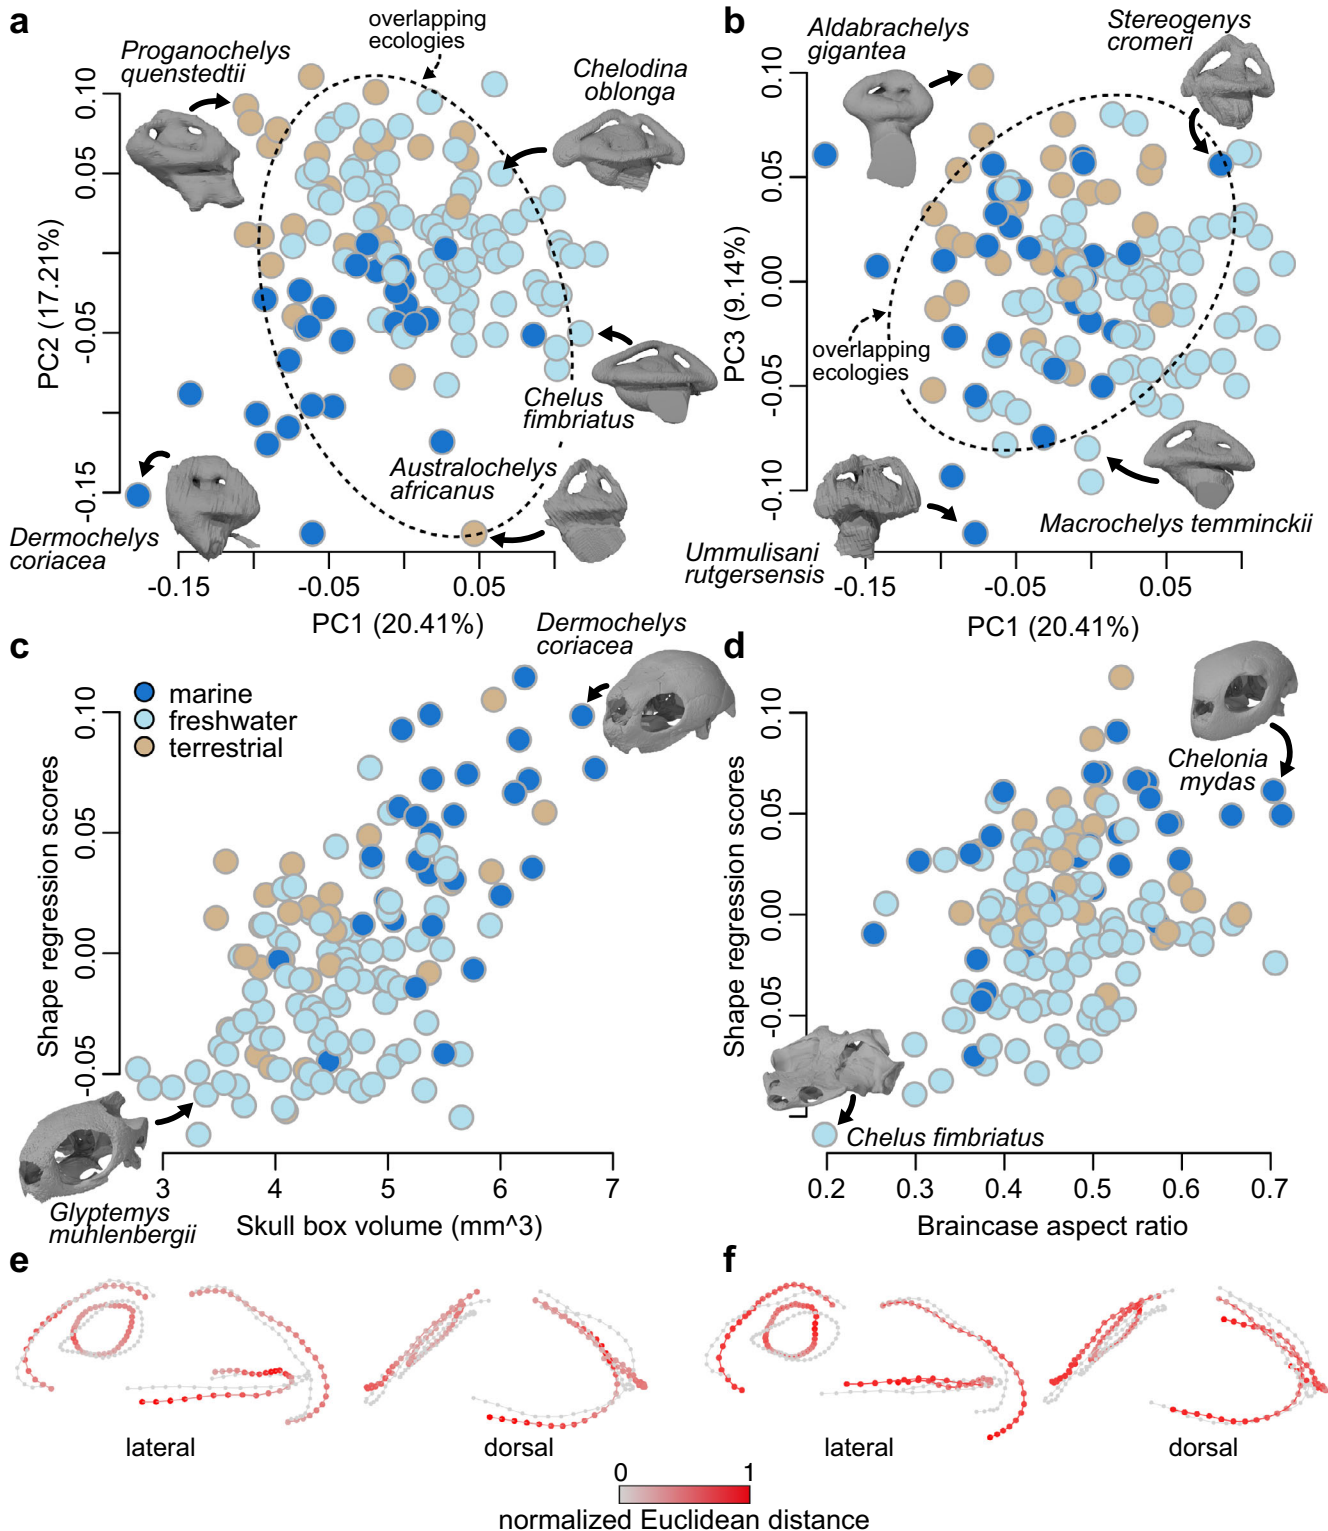 a
overlapping
ecologies
Proganochelys
quenstedtii
Chelodina
oblonga
PC2 (17.21%)
0.10
0.05
-0.05
-0.15
Chelus
fimbriatus
Australochelys
africanus
Dermochelys
coriacea
-0.15
-0.05
0.05
PC1 (20.41%)
b
Aldabrachelys
gigantea
Stereogenys
cromeri
PC3 (9.14%)
0.10
0.05
0.00
-0.05
-0.10
overlapping
ecologies
Macrochelys temminckii
Ummulisani
rutgersensis
-0.15
-0.05
0.05
PC1 (20.41%)
c
Dermochelys
coriacea
marine
freshwater
terrestrial
Shape regression scores
0.10
0.05
0.00
-0.05
Glyptemys
muhlenbergii
3
4
5
6
7
Skull box volume (mm^3)
d
Chelonia
mydas
Shape regression scores
0.10
0.05
0.00
-0.05
Chelus fimbriatus
0.2
0.3
0.4
0.5
0.6
0.7
Braincase aspect ratio
e
lateral
dorsal
f
lateral
dorsal
0
1
normalized Euclidean distance